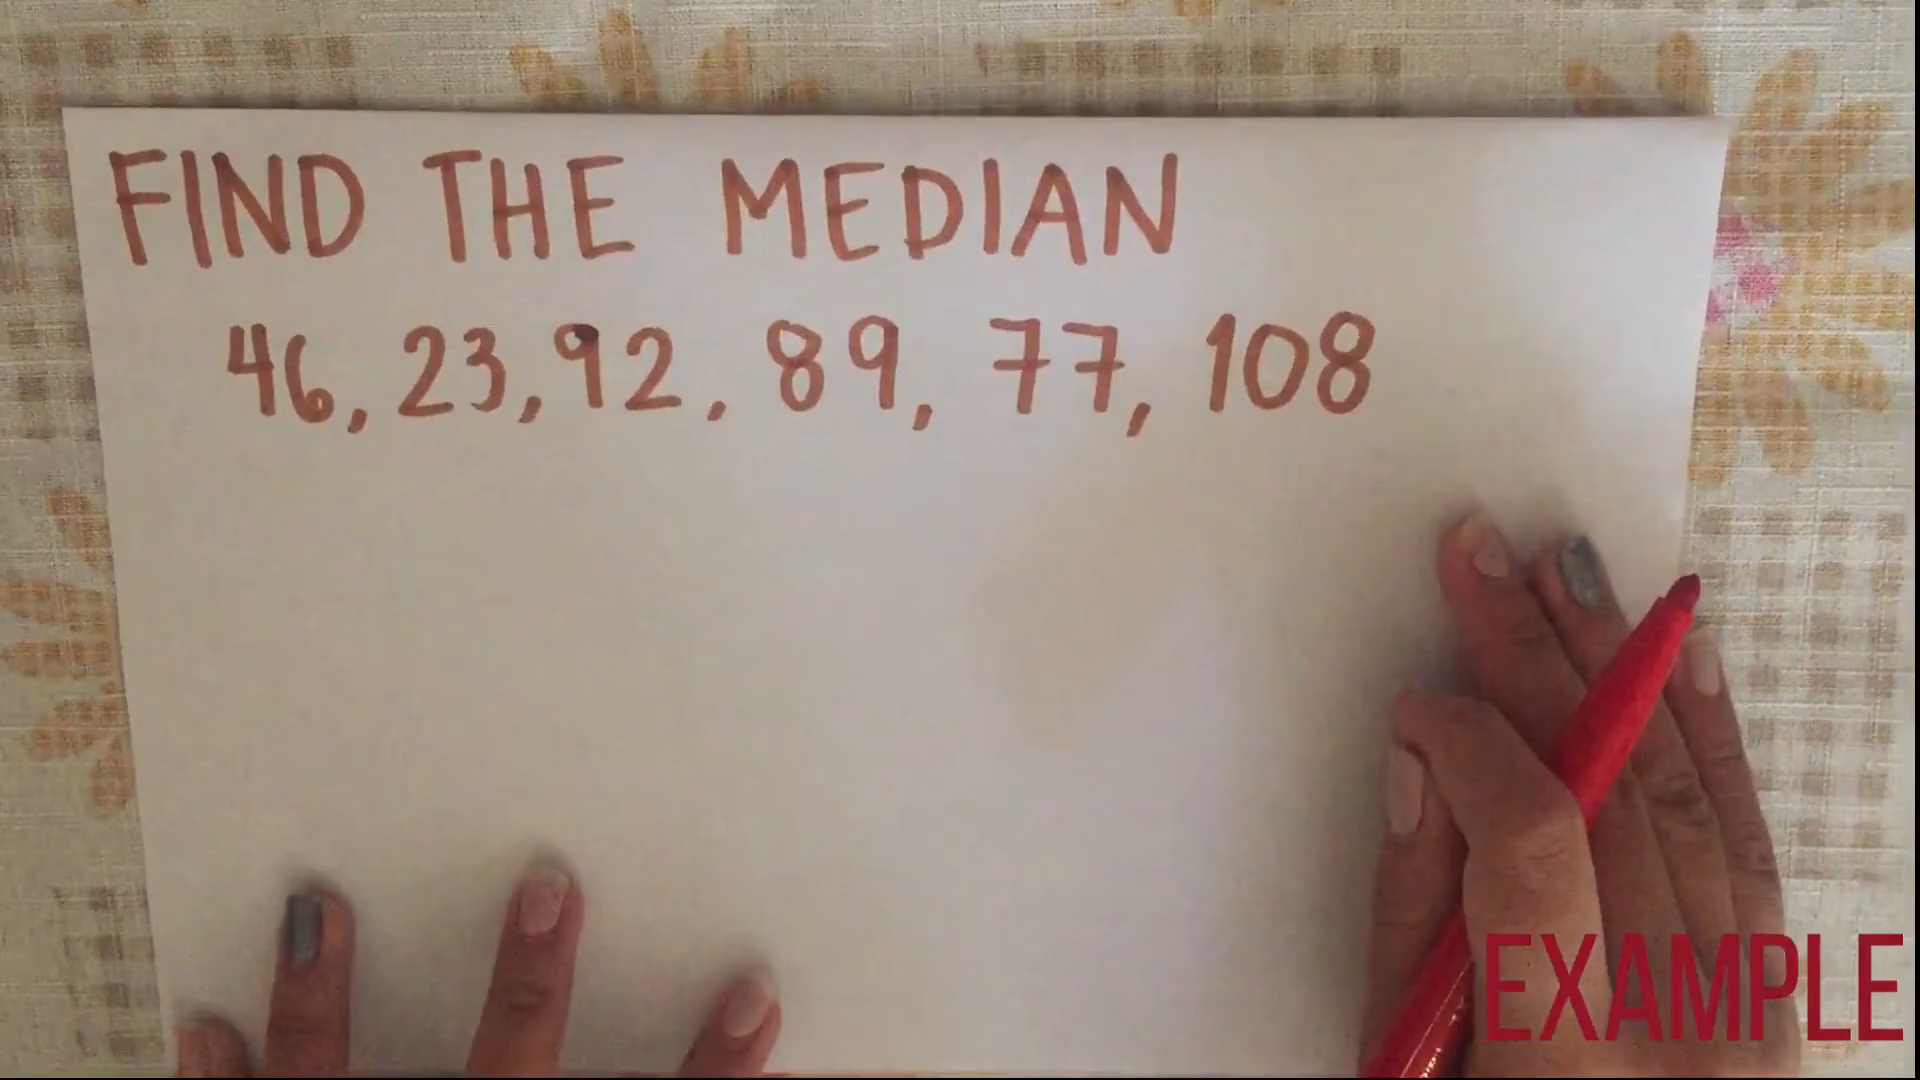 FIND THE MEDIAN
46, 23, 92, 89, 77, 108
EXAMPLE